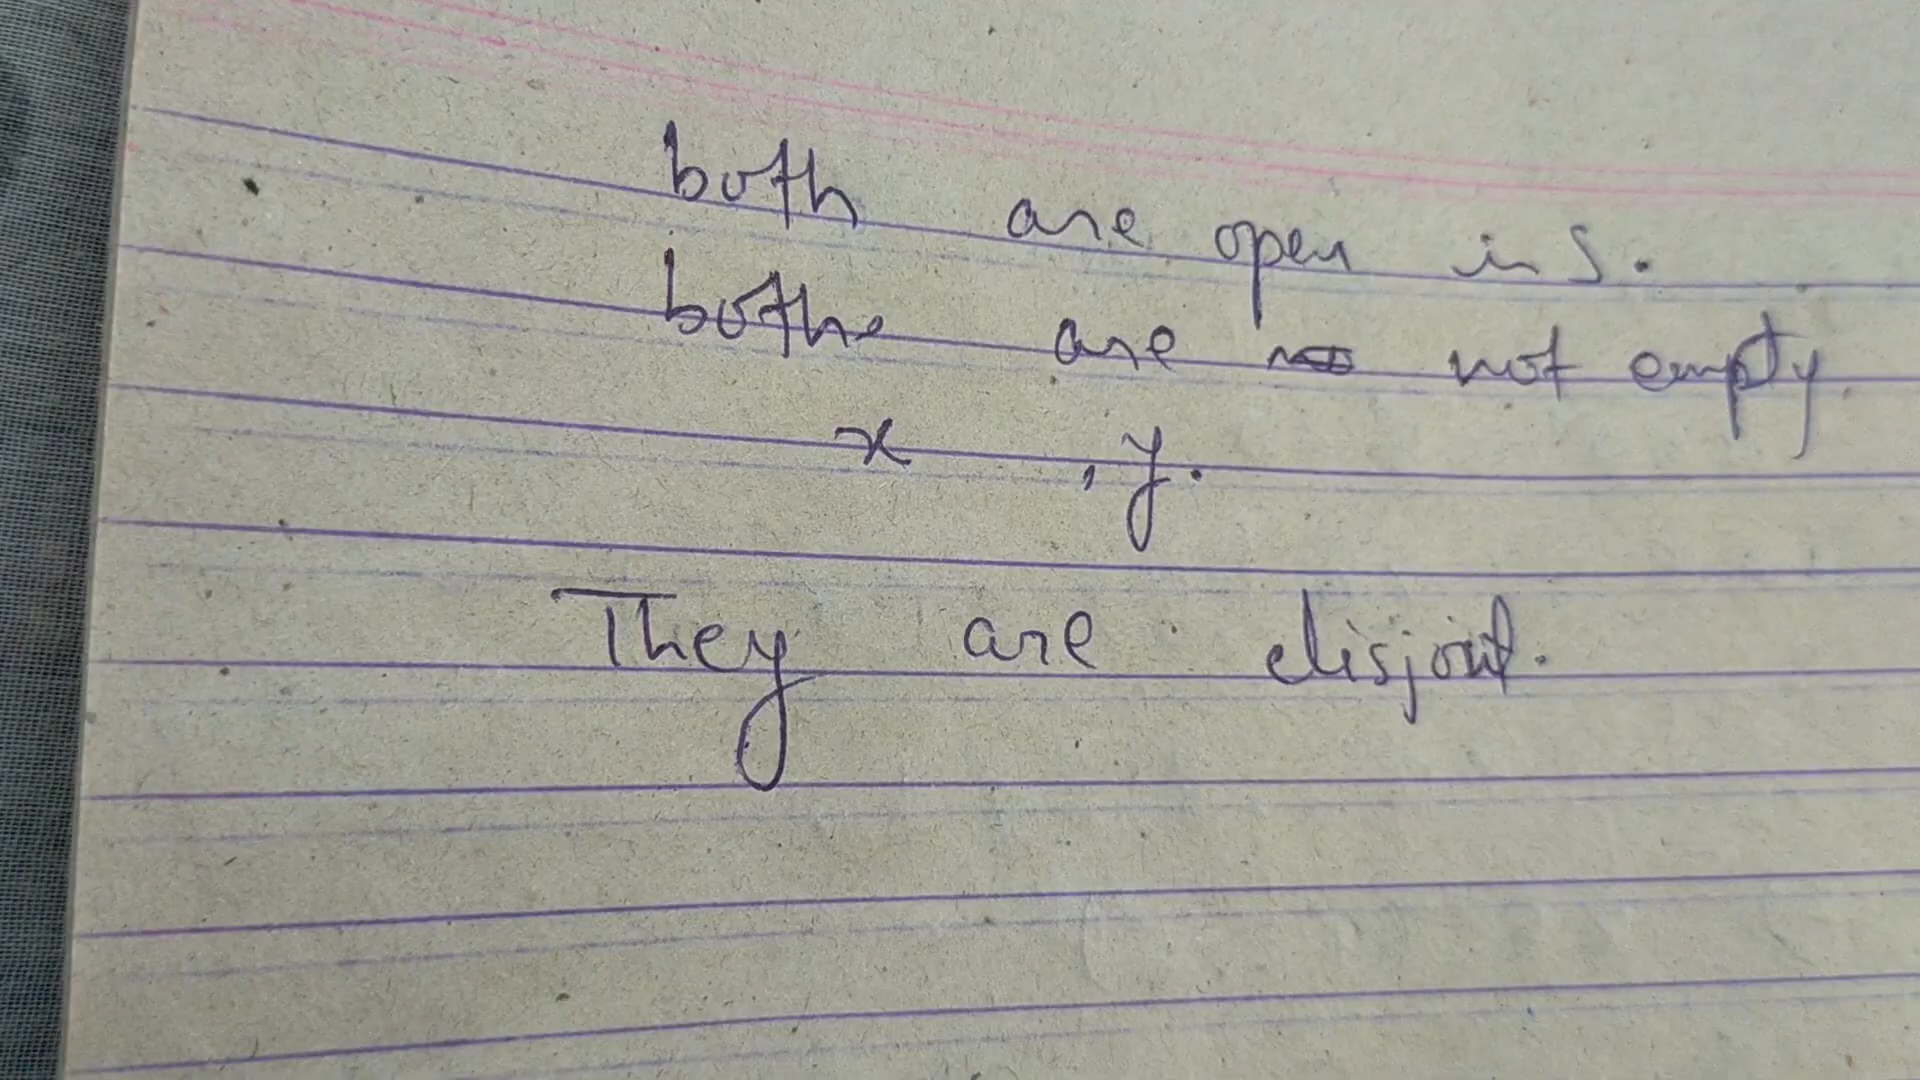 both are open in S.
bothe are not empty
x , y.
They are disjoint.